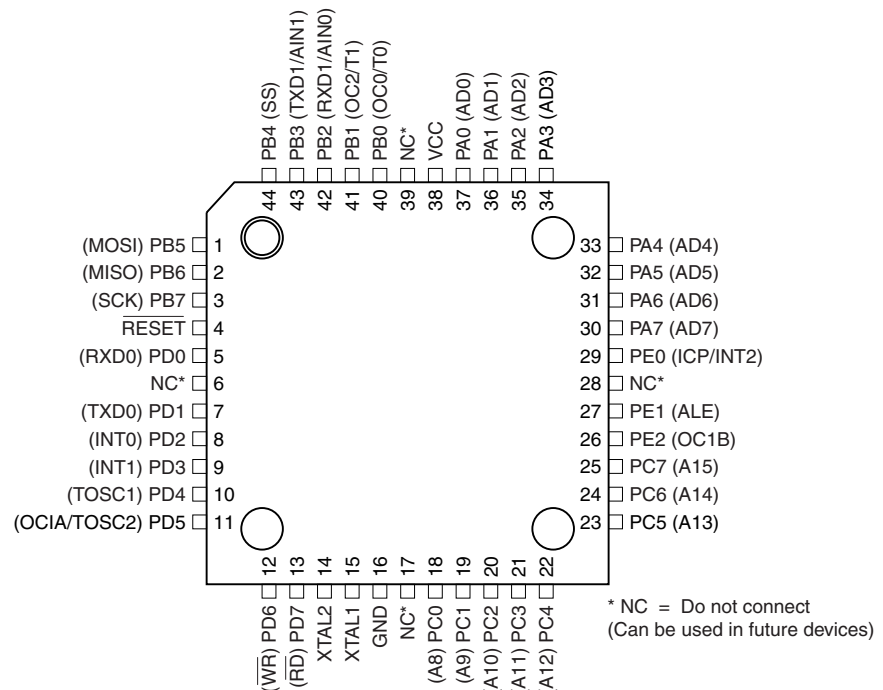 PB4 (SS)
PB3 (TXD1/AIN1)
PB2 (RXD1/AIN0)
PB1 (OC2/T1)
PB0 (OC0/T0)
NC*
VCC
PA0 (AD0)
PA1 (AD1)
PA2 (AD2)
PA3 (AD3)
44
43
42
41
40
39
38
37
36
35
34
(MOSI) PB5 1
(MISO) PB6 2
(SCK) PB7 3
RESET 4
(RXD0) PD0 5
NC* 6
(TXD0) PD1 7
(INT0) PD2 8
(INT1) PD3 9
(TOSC1) PD4 10
(OCIA/TOSC2) PD5 11
33 PA4 (AD4)
32 PA5 (AD5)
31 PA6 (AD6)
30 PA7 (AD7)
29 PE0 (ICP/INT2)
28 NC*
27 PE1 (ALE)
26 PE2 (OC1B)
25 PC7 (A15)
24 PC6 (A14)
23 PC5 (A13)
12
13
14
15
16
17
18
19
20
21
22
(WR) PD6
(RD) PD7
XTAL2
XTAL1
GND
NC*
(A8) PC0
(A9) PC1
(A10) PC2
(A11) PC3
(A12) PC4
* NC = Do not connect
(Can be used in future devices)